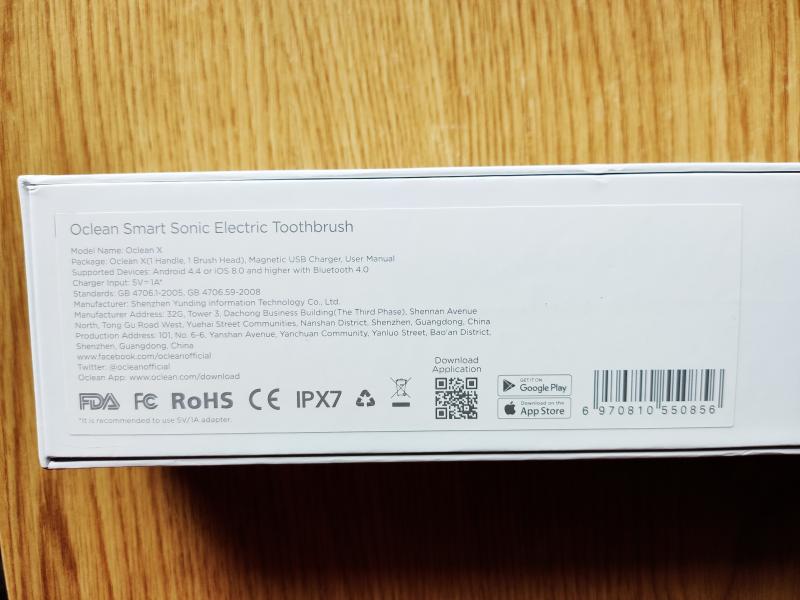 Oclean Smart Sonic Electric Toothbrush
Model Name: Oclean X
Package: Oclean X(1 Handle, 1 Brush Head), Magnetic USB Charger, User Manual
Supported Devices: Android 4.4 or iOS 8.0 and higher with Bluetooth 4.0
Charger Input: 5V⎓1A*
Standards: GB 4706.1-2005, GB 4706.59-2008
Manufacturer: Shenzhen Yunding information Technology Co., Ltd.
Manufacturer Address: 32G, Tower 3, Dachong Business Building(The Third Phase), Shennan Avenue
North, Tong Gu Road West, Yuehai Street Communities, Nanshan District, Shenzhen, Guangdong, China
Production Address: 101, No. 6-6, Yanshan Avenue, Yanchuan Community, Yanluo Street, Bao'an District,
Shenzhen, Guangdong, China
www.facebook.com/ocleanofficial
Twitter: @ocleanofficial
Oclean App: www.oclean.com/download
FDA FC RoHS CE IPX7
*It is recommended to use 5V/1A adapter.
Download
Application
GET IT ON
Google Play
Download on the
App Store
6 970810 550856